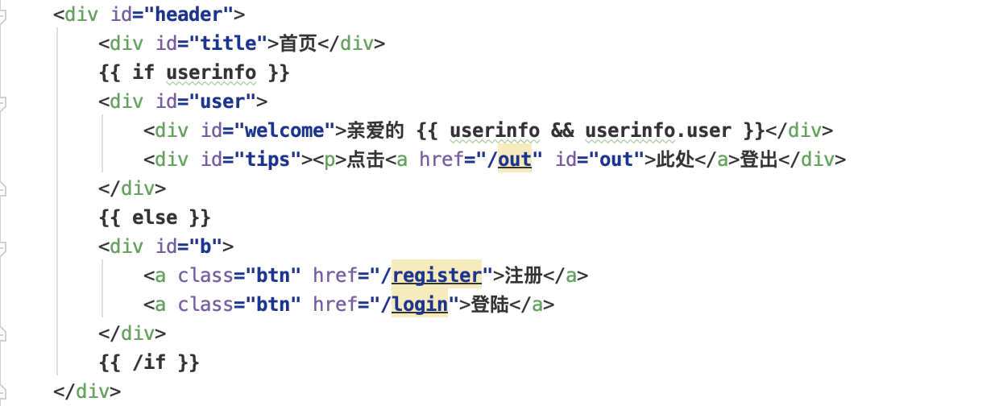 <div id="header">
<div id="title">首页</div>
{{ if userinfo }}
<div id="user">
<div id="welcome">亲爱的 {{ userinfo && userinfo.user }}</div>
<div id="tips"><p>点击<a href="/out" id="out">此处</a>登出</div>
</div>
{{ else }}
<div id="b">
<a class="btn" href="/register">注册</a>
<a class="btn" href="/login">登陆</a>
</div>
{{ /if }}
</div>